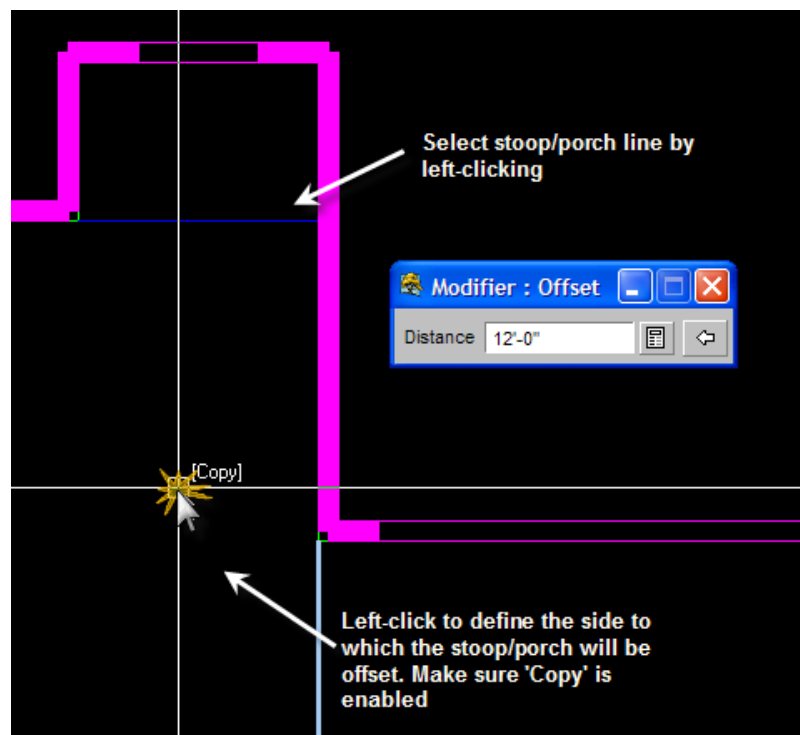 Select stoop/porch line by
left-clicking
Modifier : Offset
Distance 12'-0"
[Copy]
Left-click to define the side to
which the stoop/porch will be
offset. Make sure 'Copy' is
enabled